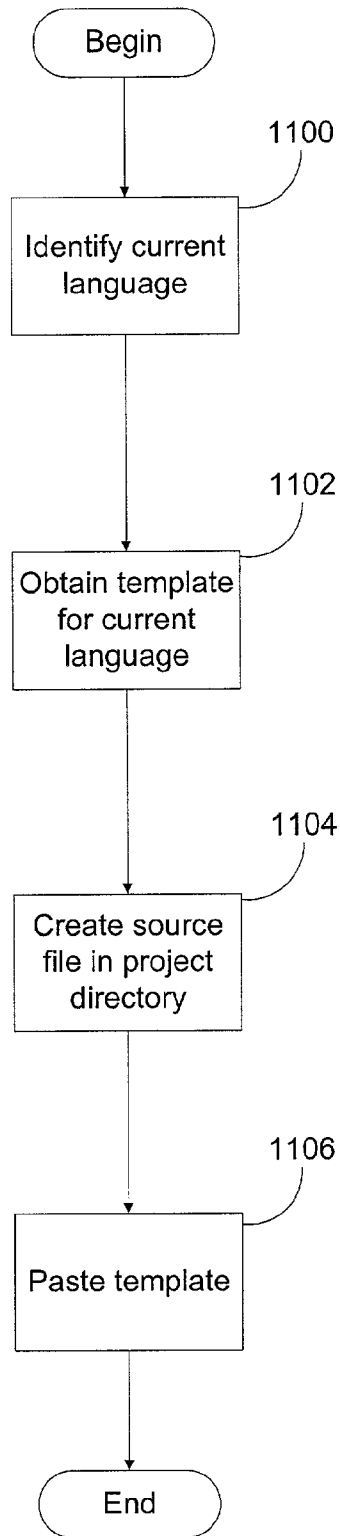 Begin
1100
Identify current
language
1102
Obtain template
for current
language
1104
Create source
file in project
directory
1106
Paste template
End